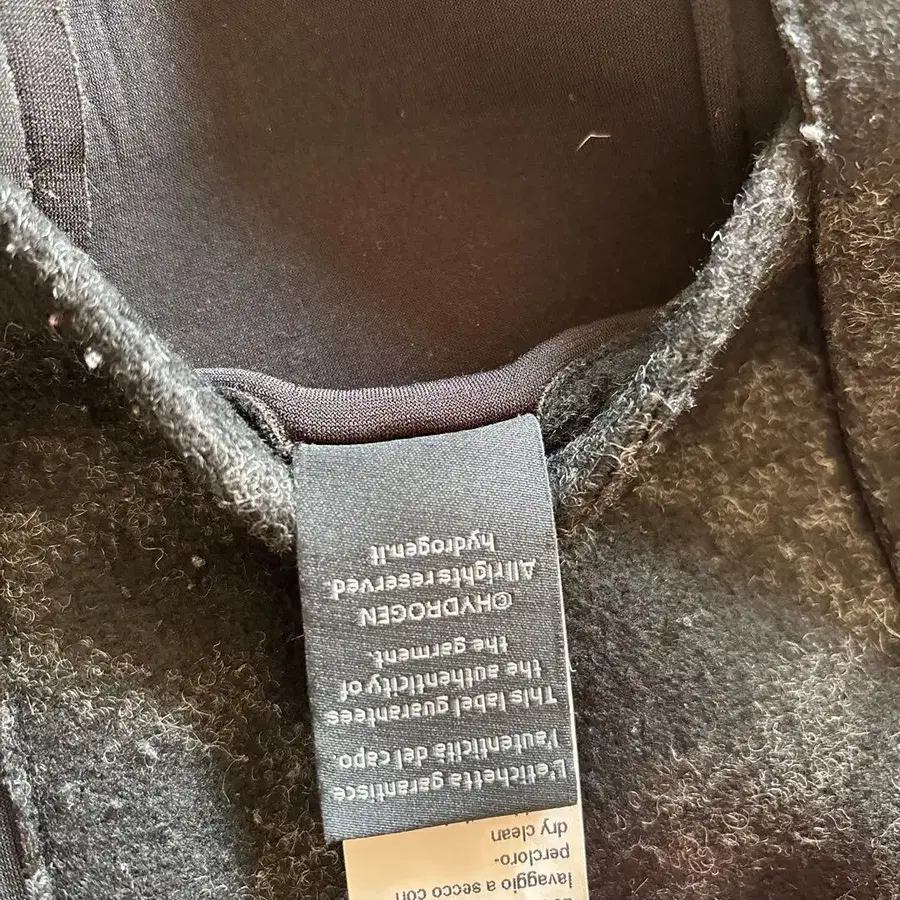 lavaggio a secco con
percloro-
dry clean
L'etichetta garantisce
l'autenticità del capo.
This label guarantees
the authenticity of
the garment.
©HYDROGEN
All rights reserved.
hydrogen.it